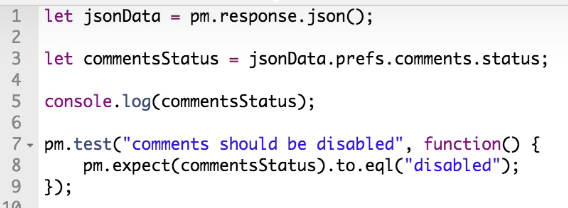 1 let jsonData = pm.response.json();
2
3 let commentsStatus = jsonData.prefs.comments.status;
4
5 console.log(commentsStatus);
6
7 pm.test("comments should be disabled", function() {
8 pm.expect(commentsStatus).to.eql("disabled");
9 });
10